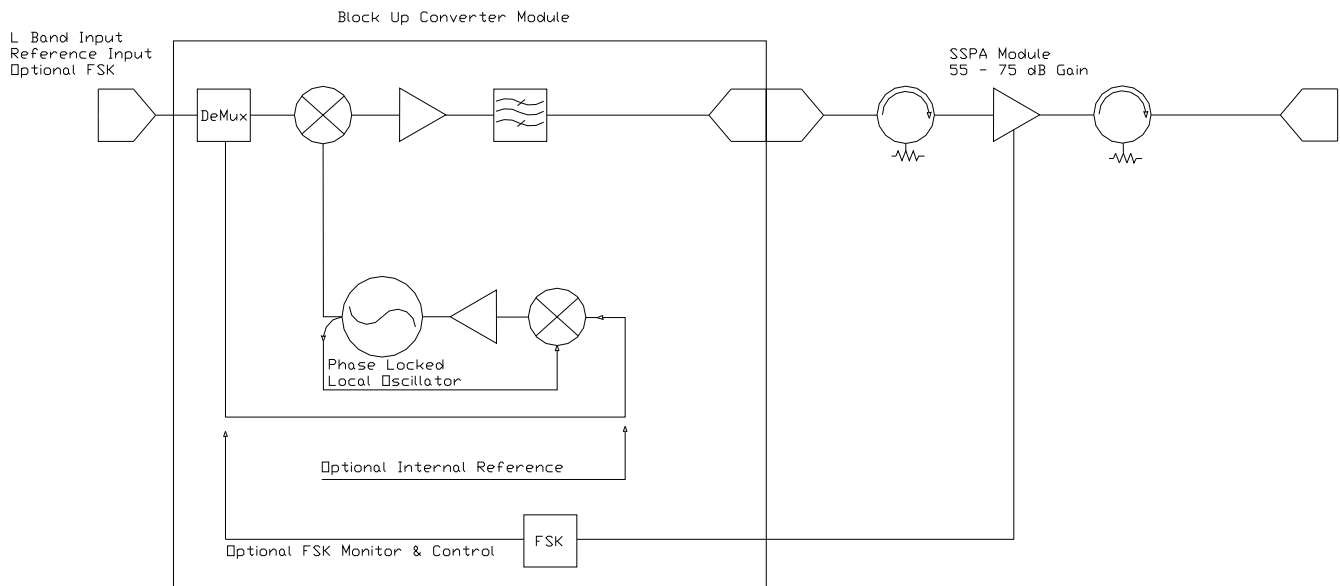 Block Up Converter Module
L Band Input
Reference Input
Optional FSK
SSPA Module
55 - 75 dB Gain
DeMux
Phase Locked
Local Oscillator
Optional Internal Reference
FSK
Optional FSK Monitor & Control